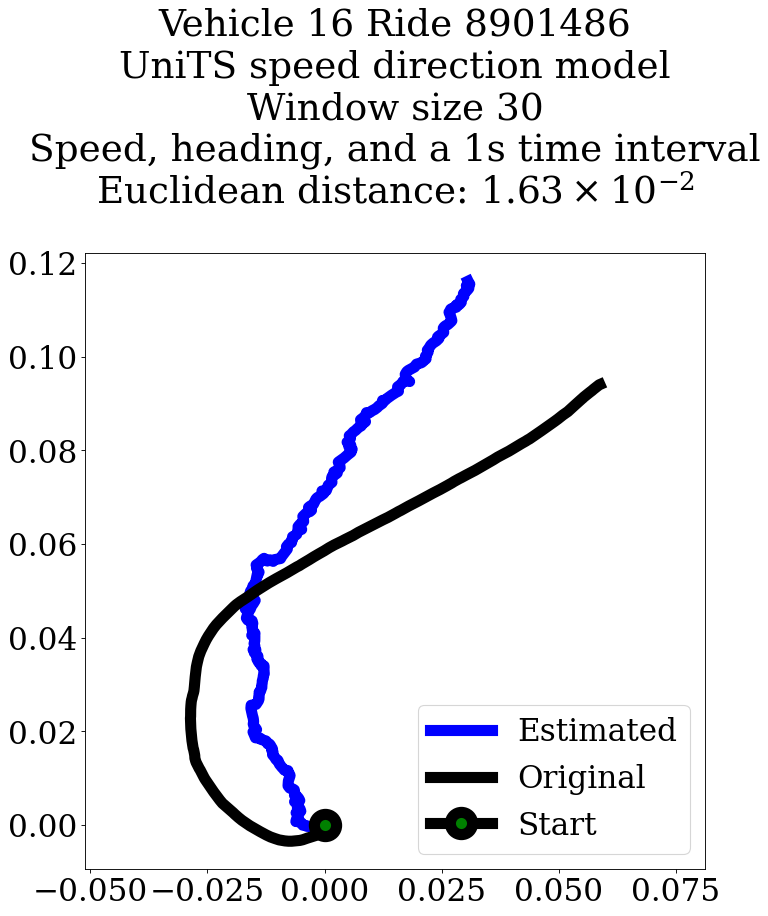 Vehicle 16 Ride 8901486
UniTS speed direction model
Window size 30
Speed, heading, and a 1s time interval
Euclidean distance: 1.63 × 10⁻²
0.12
0.10
0.08
0.06
0.04
0.02
0.00
Estimated
Original
Start
−0.050 −0.025 0.000 0.025 0.050 0.075